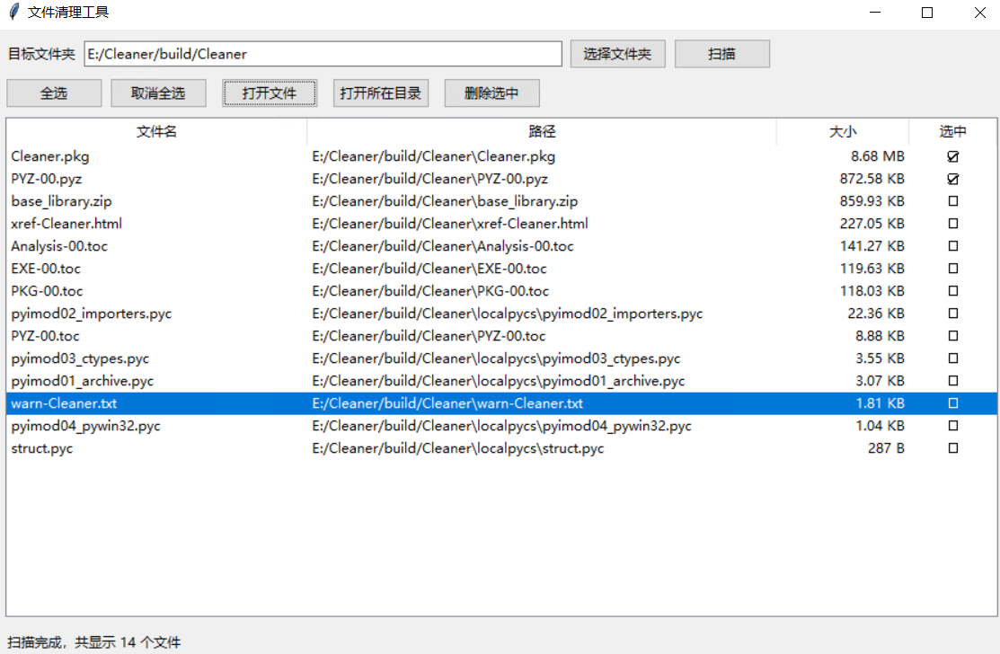 文件清理工具
目标文件夹 E:/Cleaner/build/Cleaner 选择文件夹 扫描
全选 取消全选 打开文件 打开所在目录 删除选中
文件名 路径 大小 选中
Cleaner.pkg E:/Cleaner/build/Cleaner\Cleaner.pkg 8.68 MB
PYZ-00.pyz E:/Cleaner/build/Cleaner\PYZ-00.pyz 872.58 KB
base_library.zip E:/Cleaner/build/Cleaner\base_library.zip 859.93 KB
xref-Cleaner.html E:/Cleaner/build/Cleaner\xref-Cleaner.html 227.05 KB
Analysis-00.toc E:/Cleaner/build/Cleaner\Analysis-00.toc 141.27 KB
EXE-00.toc E:/Cleaner/build/Cleaner\EXE-00.toc 119.63 KB
PKG-00.toc E:/Cleaner/build/Cleaner\PKG-00.toc 118.03 KB
pyimod02_importers.pyc E:/Cleaner/build/Cleaner\localpycs\pyimod02_importers.pyc 22.36 KB
PYZ-00.toc E:/Cleaner/build/Cleaner\PYZ-00.toc 8.88 KB
pyimod03_ctypes.pyc E:/Cleaner/build/Cleaner\localpycs\pyimod03_ctypes.pyc 3.55 KB
pyimod01_archive.pyc E:/Cleaner/build/Cleaner\localpycs\pyimod01_archive.pyc 3.07 KB
warn-Cleaner.txt E:/Cleaner/build/Cleaner\warn-Cleaner.txt 1.81 KB
pyimod04_pywin32.pyc E:/Cleaner/build/Cleaner\localpycs\pyimod04_pywin32.pyc 1.04 KB
struct.pyc E:/Cleaner/build/Cleaner\localpycs\struct.pyc 287 B
扫描完成，共显示 14 个文件